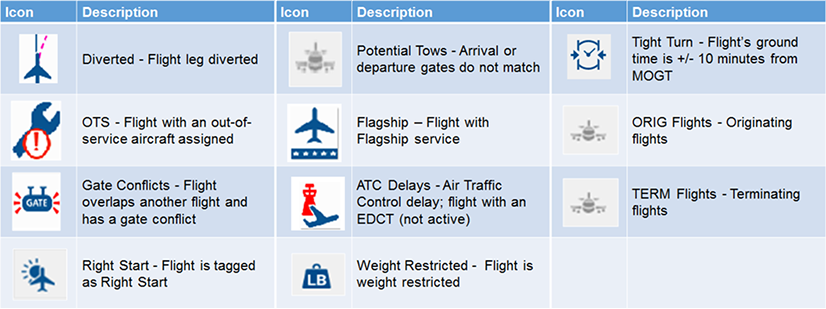 Icon Description Icon Description Icon Description
Diverted - Flight leg diverted
Potential Tows - Arrival or
departure gates do not match
Tight Turn - Flight's ground
time is +/- 10 minutes from
MOGT
OTS - Flight with an out-of-
service aircraft assigned
Flagship – Flight with
Flagship service
ORIG Flights - Originating
flights
GATE
Gate Conflicts - Flight
overlaps another flight and
has a gate conflict
ATC Delays - Air Traffic
Control delay; flight with an
EDCT (not active)
TERM Flights - Terminating
flights
Right Start - Flight is tagged
as Right Start
LB
Weight Restricted - Flight is
weight restricted